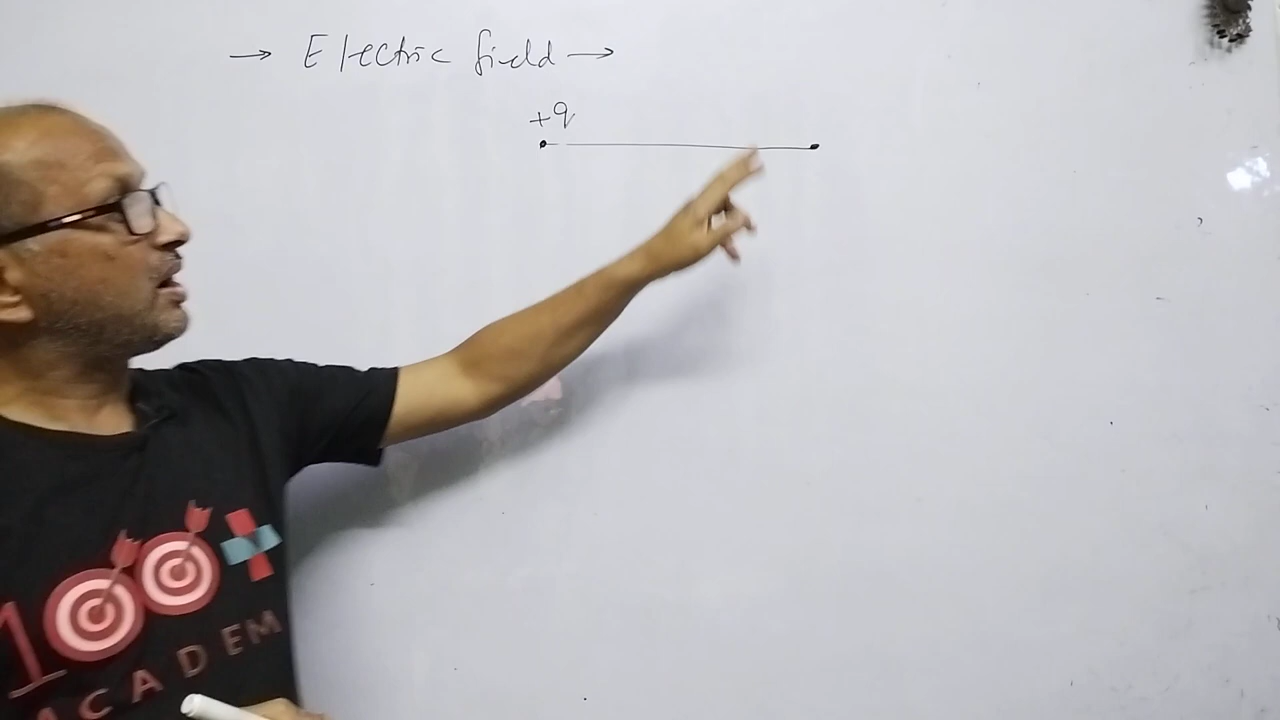 → Electric field →
+q
100+
ACADEM